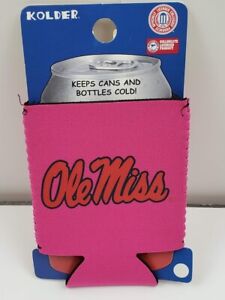 KOLDER
KEEPS CANS AND
BOTTLES COLD!
Ole Miss